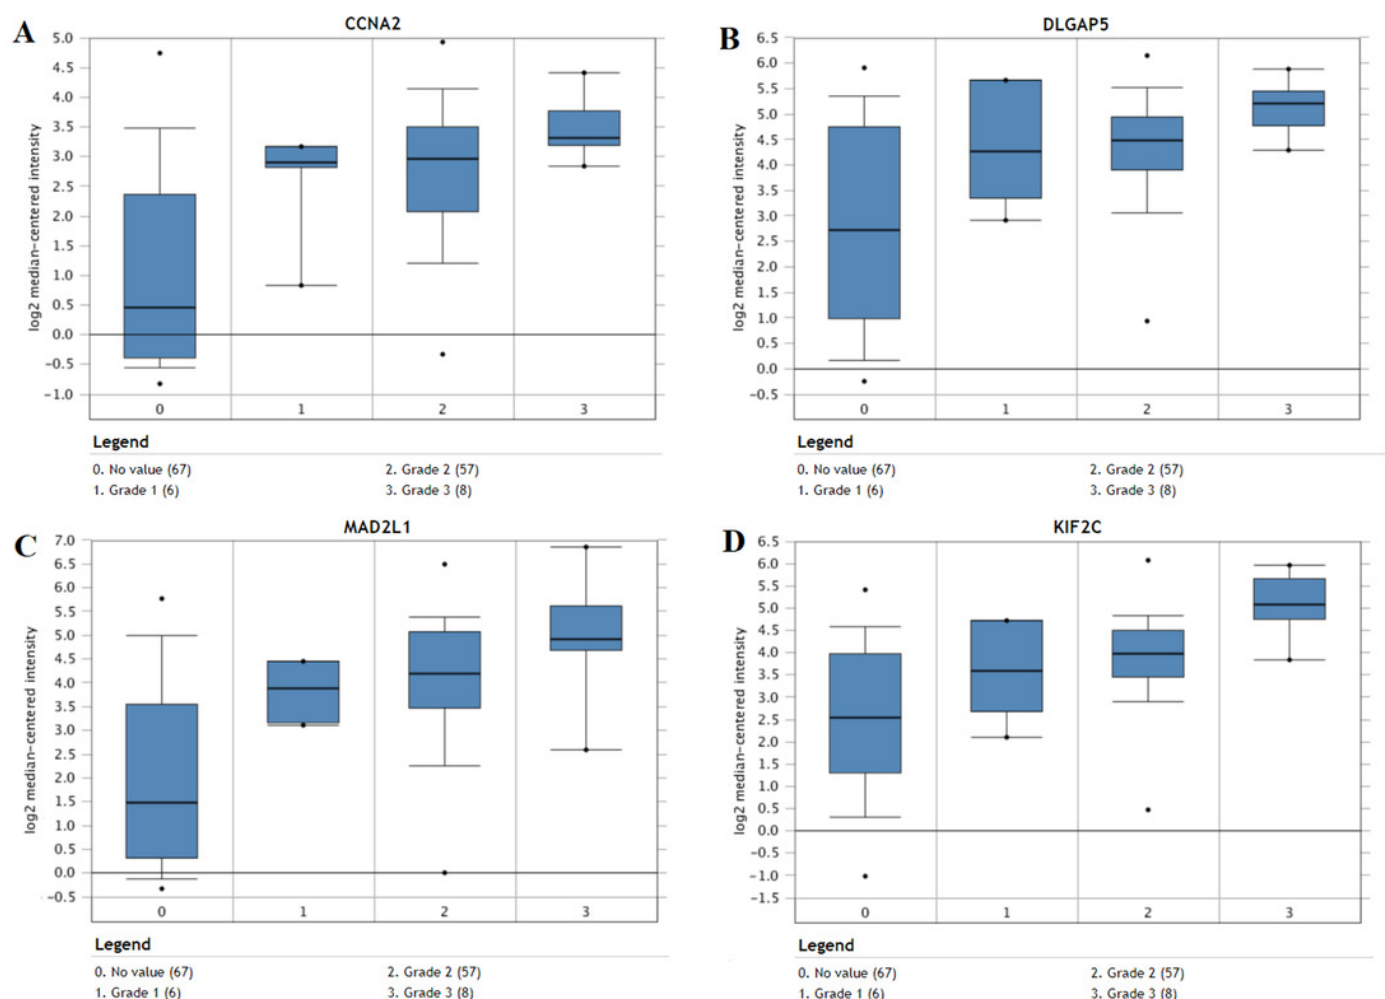 A
CCNA2
5.0
4.5
4.0
3.5
3.0
2.5
2.0
1.5
1.0
0.5
0.0
−0.5
−1.0
log2 median-centered intensity
0 1 2 3
Legend
0. No value (67) 2. Grade 2 (57)
1. Grade 1 (6) 3. Grade 3 (8)
B
DLGAP5
6.5
6.0
5.5
5.0
4.5
4.0
3.5
3.0
2.5
2.0
1.5
1.0
0.5
0.0
−0.5
log2 median-centered intensity
0 1 2 3
Legend
0. No value (67) 2. Grade 2 (57)
1. Grade 1 (6) 3. Grade 3 (8)
C
MAD2L1
7.0
6.5
6.0
5.5
5.0
4.5
4.0
3.5
3.0
2.5
2.0
1.5
1.0
0.5
0.0
−0.5
log2 median-centered intensity
0 1 2 3
Legend
0. No value (67) 2. Grade 2 (57)
1. Grade 1 (6) 3. Grade 3 (8)
D
KIF2C
6.5
6.0
5.5
5.0
4.5
4.0
3.5
3.0
2.5
2.0
1.5
1.0
0.5
0.0
−0.5
−1.0
−1.5
log2 median-centered intensity
0 1 2 3
Legend
0. No value (67) 2. Grade 2 (57)
1. Grade 1 (6) 3. Grade 3 (8)